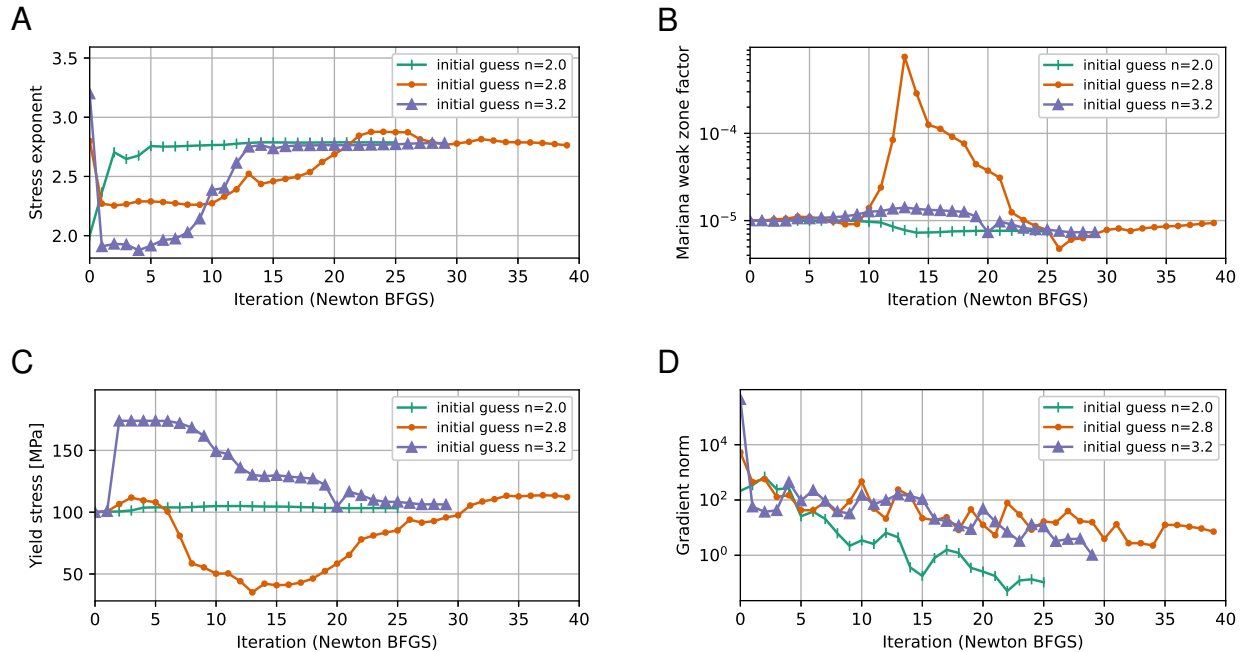 A
Stress exponent
3.5
3.0
2.5
2.0
initial guess n=2.0
initial guess n=2.8
initial guess n=3.2
0 5 10 15 20 25 30 35 40
Iteration (Newton BFGS)
B
Mariana weak zone factor
10⁻⁴
10⁻⁵
initial guess n=2.0
initial guess n=2.8
initial guess n=3.2
0 5 10 15 20 25 30 35 40
Iteration (Newton BFGS)
C
Yield stress [MPa]
150
100
50
initial guess n=2.0
initial guess n=2.8
initial guess n=3.2
0 5 10 15 20 25 30 35 40
Iteration (Newton BFGS)
D
Gradient norm
10⁴
10²
10⁰
initial guess n=2.0
initial guess n=2.8
initial guess n=3.2
0 5 10 15 20 25 30 35 40
Iteration (Newton BFGS)